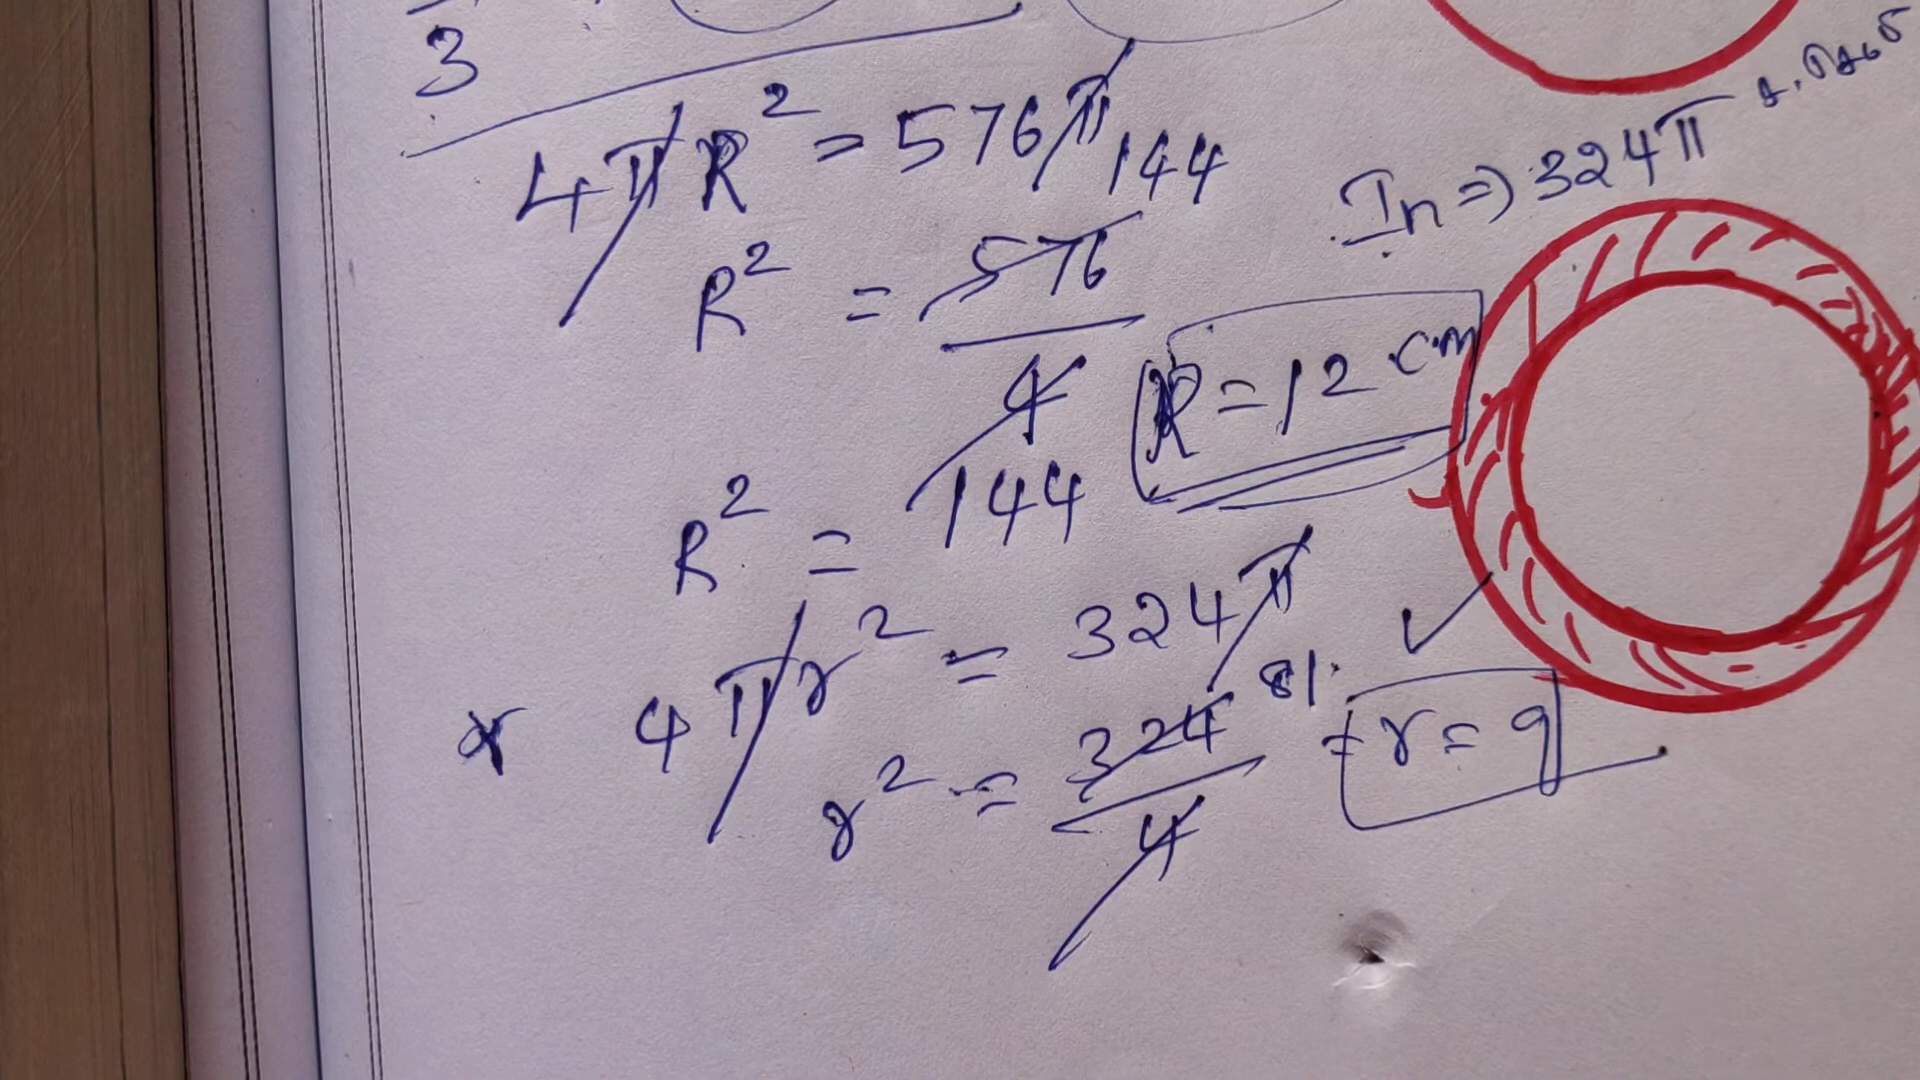 3
4πR² = 576π
144
In ⇒ 324π
R² = 576
4
R = 12 cm
R² = 144
4πr² = 324π
81
r² = 324
4
= r = 9